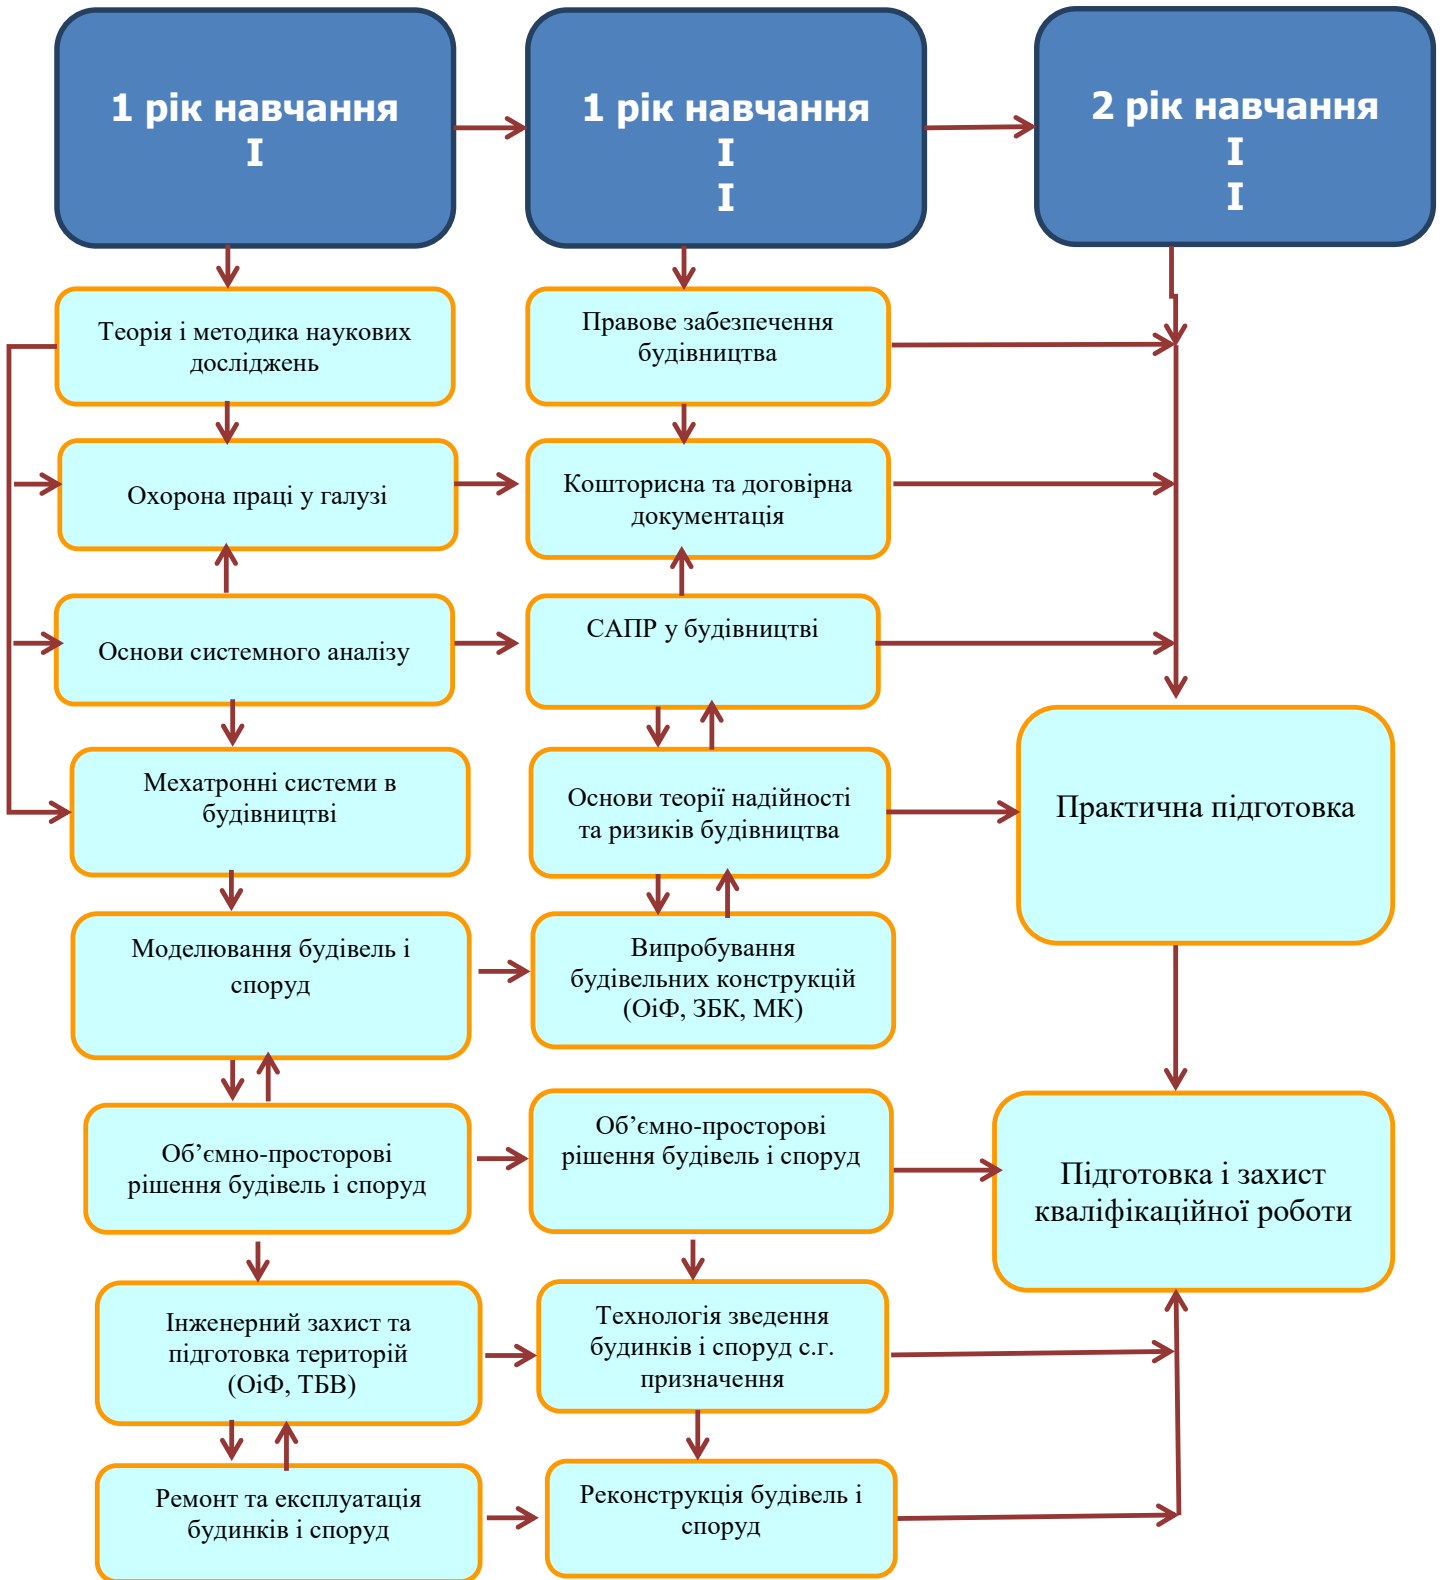 1 рік навчання
I
1 рік навчання
I
I
2 рік навчання
I
I
Теорія і методика наукових
досліджень
Правове забезпечення
будівництва
Охорона праці у галузі
Кошторисна та договірна
документація
Основи системного аналізу
САПР у будівництві
Мехатронні системи в
будівництві
Основи теорії надійності
та ризиків будівництва
Практична підготовка
Моделювання будівель і
споруд
Випробування
будівельних конструкцій
(ОіФ, ЗБК, МК)
Об’ємно-просторові
рішення будівель і споруд
Об’ємно-просторові
рішення будівель і споруд
Підготовка і захист
кваліфікаційної роботи
Інженерний захист та
підготовка територій
(ОіФ, ТБВ)
Технологія зведення
будинків і споруд с.г.
призначення
Ремонт та експлуатація
будинків і споруд
Реконструкція будівель і
споруд